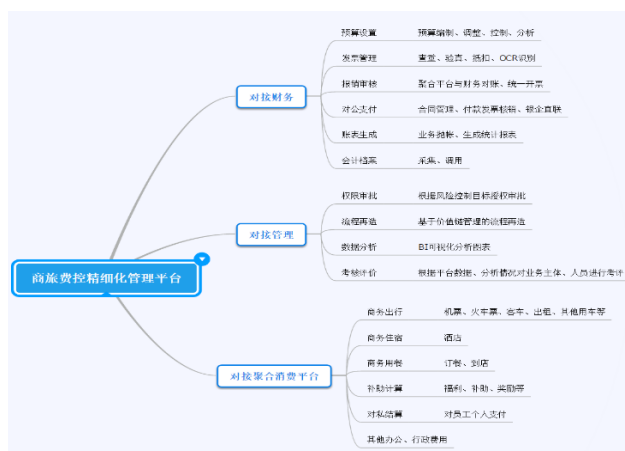 商旅费控精细化管理平台
对接财务
预算设置 预算编制、调整、控制、分析
发票管理 查重、验真、抵扣、OCR识别
报销审核 聚合平台与财务对账、统一开票
对公支付 合同管理、付款发票核销、银企直联
账表生成 业务抛帐、生成统计报表
会计档案 采集、调用
对接管理
权限审批 根据风险控制目标授权审批
流程再造 基于价值链管理的流程再造
数据分析 BI可视化分析图表
考核评价 根据平台数据、分析情况对业务主体、人员进行考评
对接聚合消费平台
商务出行 机票、火车票、客车、出租、其他用车等
商务住宿 酒店
商务用餐 订餐、到店
补助计算 福利、补助、奖励等
对私结算 对员工个人支付
其他办公、行政费用